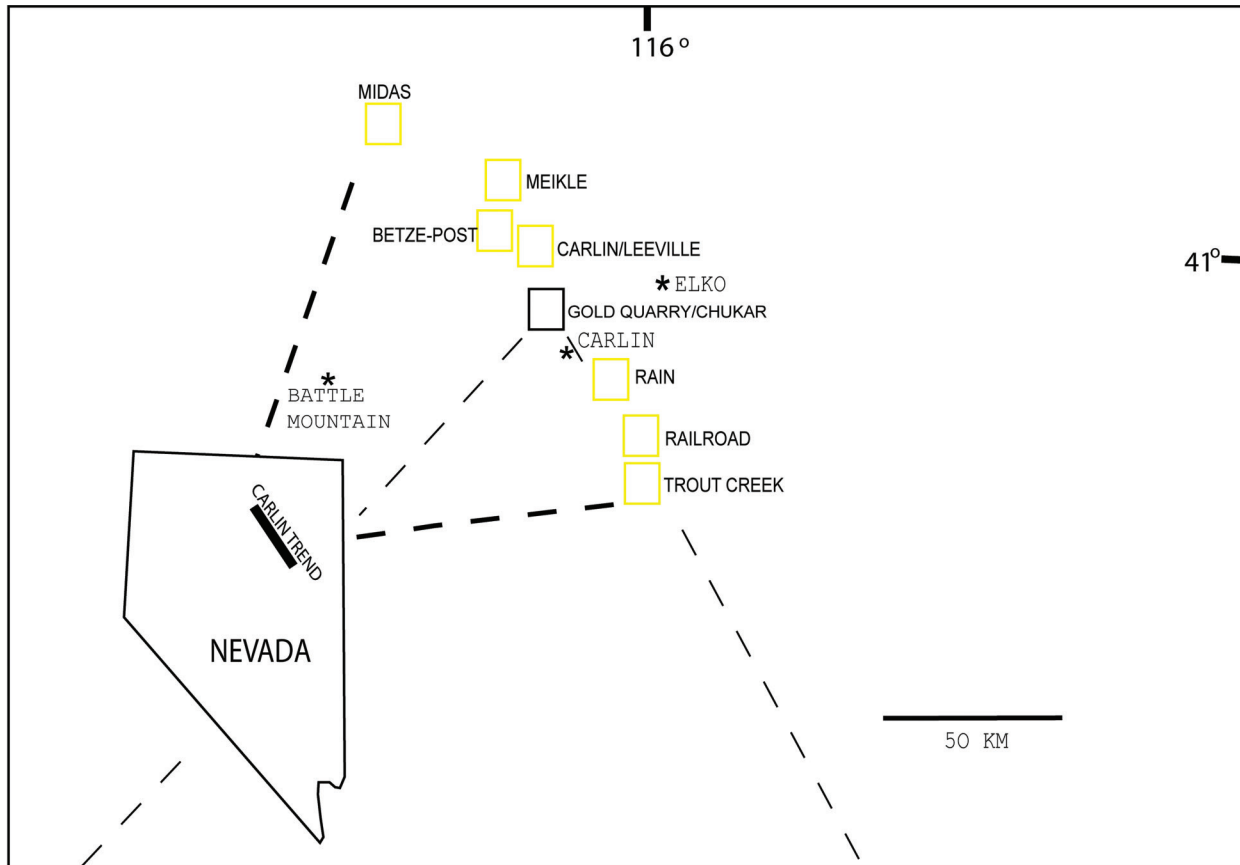 116°
MIDAS
MEIKLE
BETZE-POST
CARLIN/LEEVILLE
41°
* ELKO
GOLD QUARRY/CHUKAR
* CARLIN
RAIN
*
BATTLE
MOUNTAIN
RAILROAD
TROUT CREEK
CARLIN TREND
NEVADA
50 KM